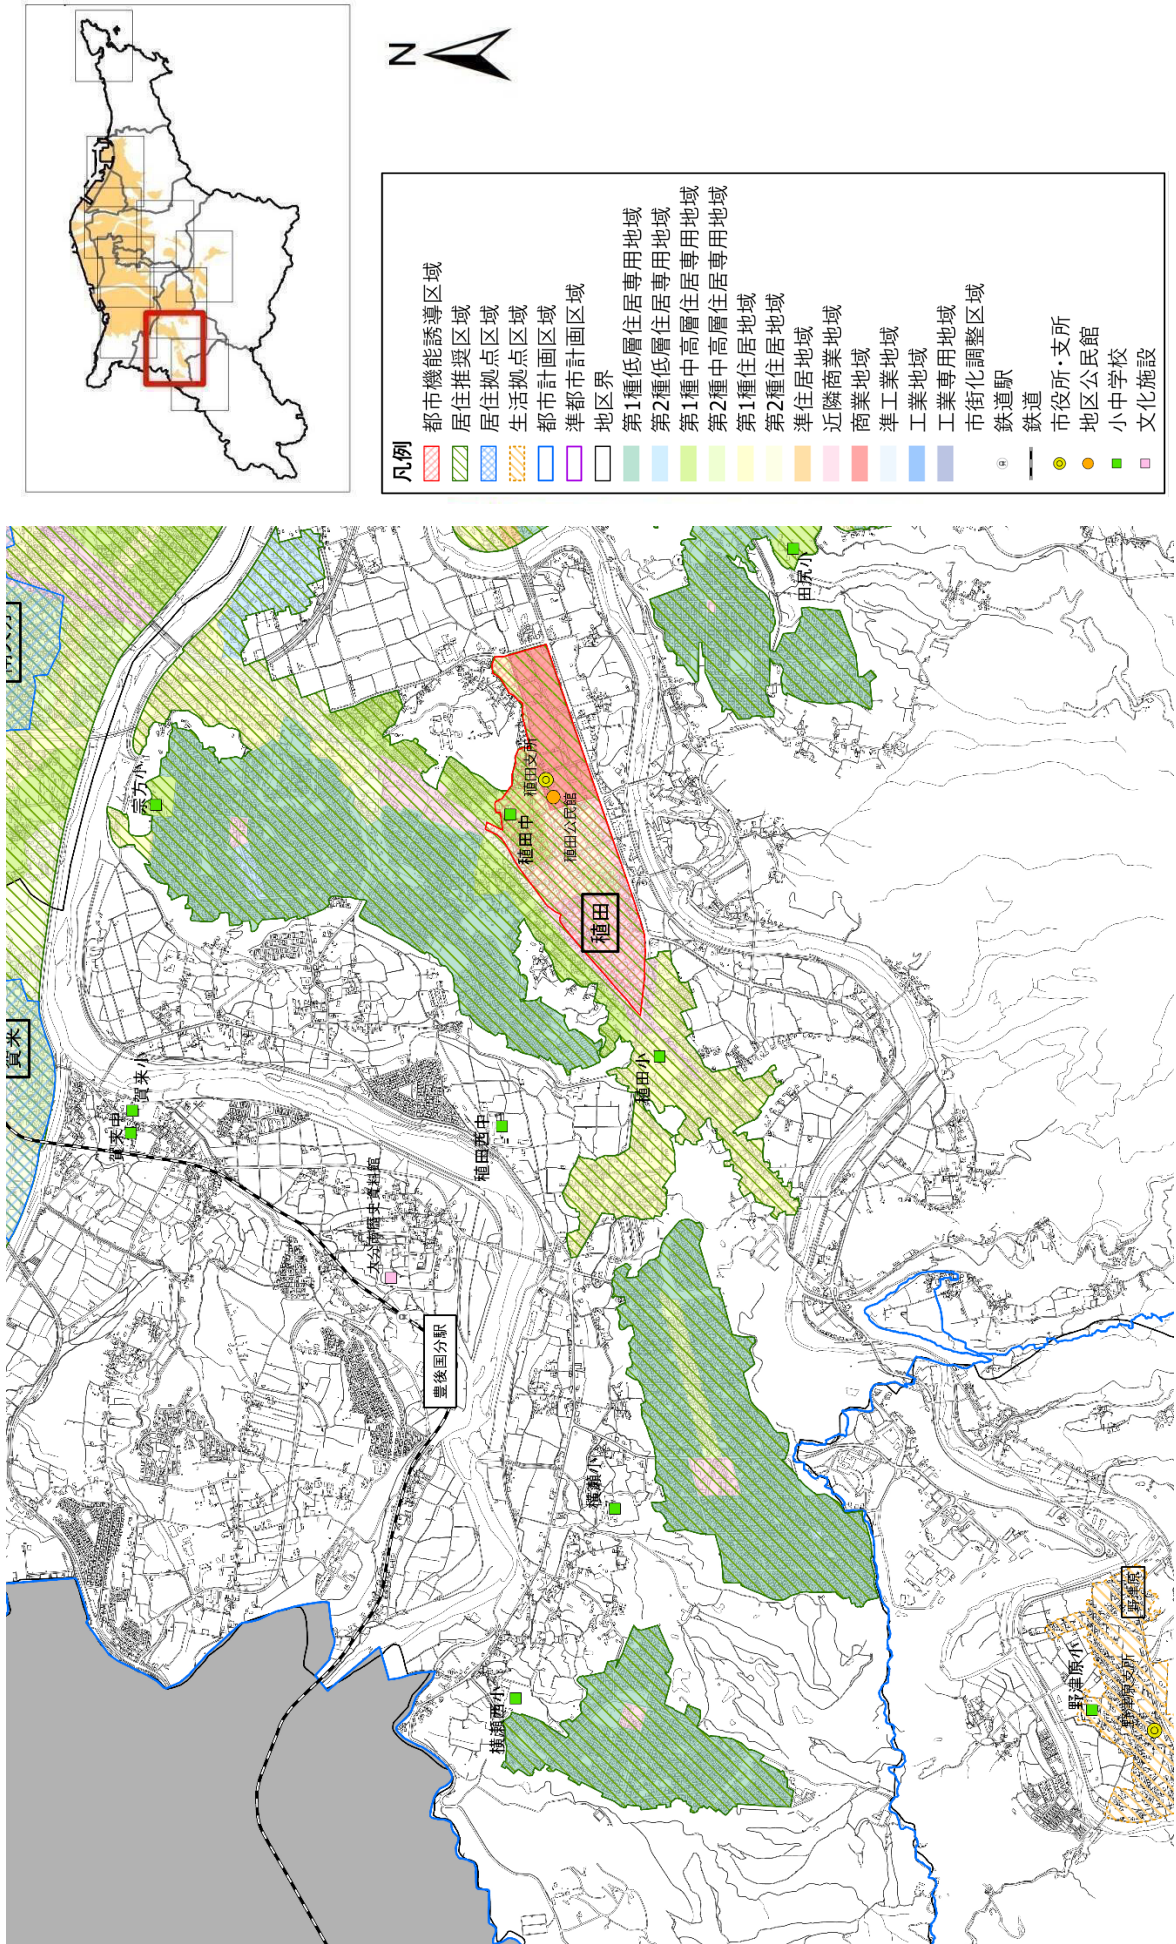 N
凡例
都市機能誘導区域
居住推奨区域
居住拠点区域
生活拠点区域
都市計画区域
準都市計画区域
地区界
第1種低層住居専用地域
第2種低層住居専用地域
第1種中高層住居専用地域
第2種中高層住居専用地域
第1種住居地域
第2種住居地域
準住居地域
近隣商業地域
商業地域
準工業地域
工業地域
工業専用地域
市街化調整区域
鉄道駅
鉄道
市役所・支所
地区公民館
小中学校
文化施設
賀来
宗方小
賀来小
賀来中
大分市歴史資料館
豊後国分駅
稙田西中
稙田中
稙田支所
稙田公民館
稙田
稙田小
田尻小
横瀬小
横瀬西小
野津原
野津原小
野津原支所